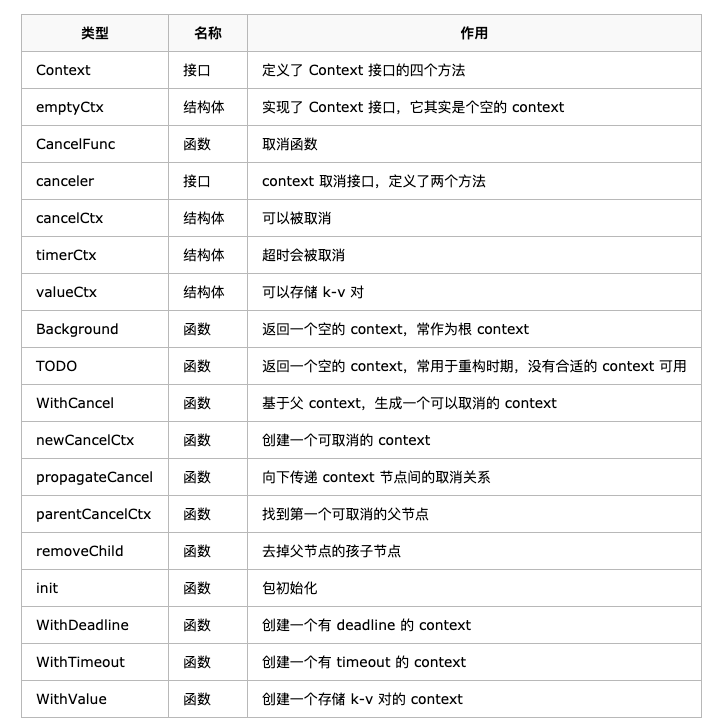 类型 名称 作用
Context 接口 定义了 Context 接口的四个方法
emptyCtx 结构体 实现了 Context 接口，它其实是个空的 context
CancelFunc 函数 取消函数
canceler 接口 context 取消接口，定义了两个方法
cancelCtx 结构体 可以被取消
timerCtx 结构体 超时会被取消
valueCtx 结构体 可以存储 k-v 对
Background 函数 返回一个空的 context，常作为根 context
TODO 函数 返回一个空的 context，常用于重构时期，没有合适的 context 可用
WithCancel 函数 基于父 context，生成一个可以取消的 context
newCancelCtx 函数 创建一个可取消的 context
propagateCancel 函数 向下传递 context 节点间的取消关系
parentCancelCtx 函数 找到第一个可取消的父节点
removeChild 函数 去掉父节点的孩子节点
init 函数 包初始化
WithDeadline 函数 创建一个有 deadline 的 context
WithTimeout 函数 创建一个有 timeout 的 context
WithValue 函数 创建一个存储 k-v 对的 context